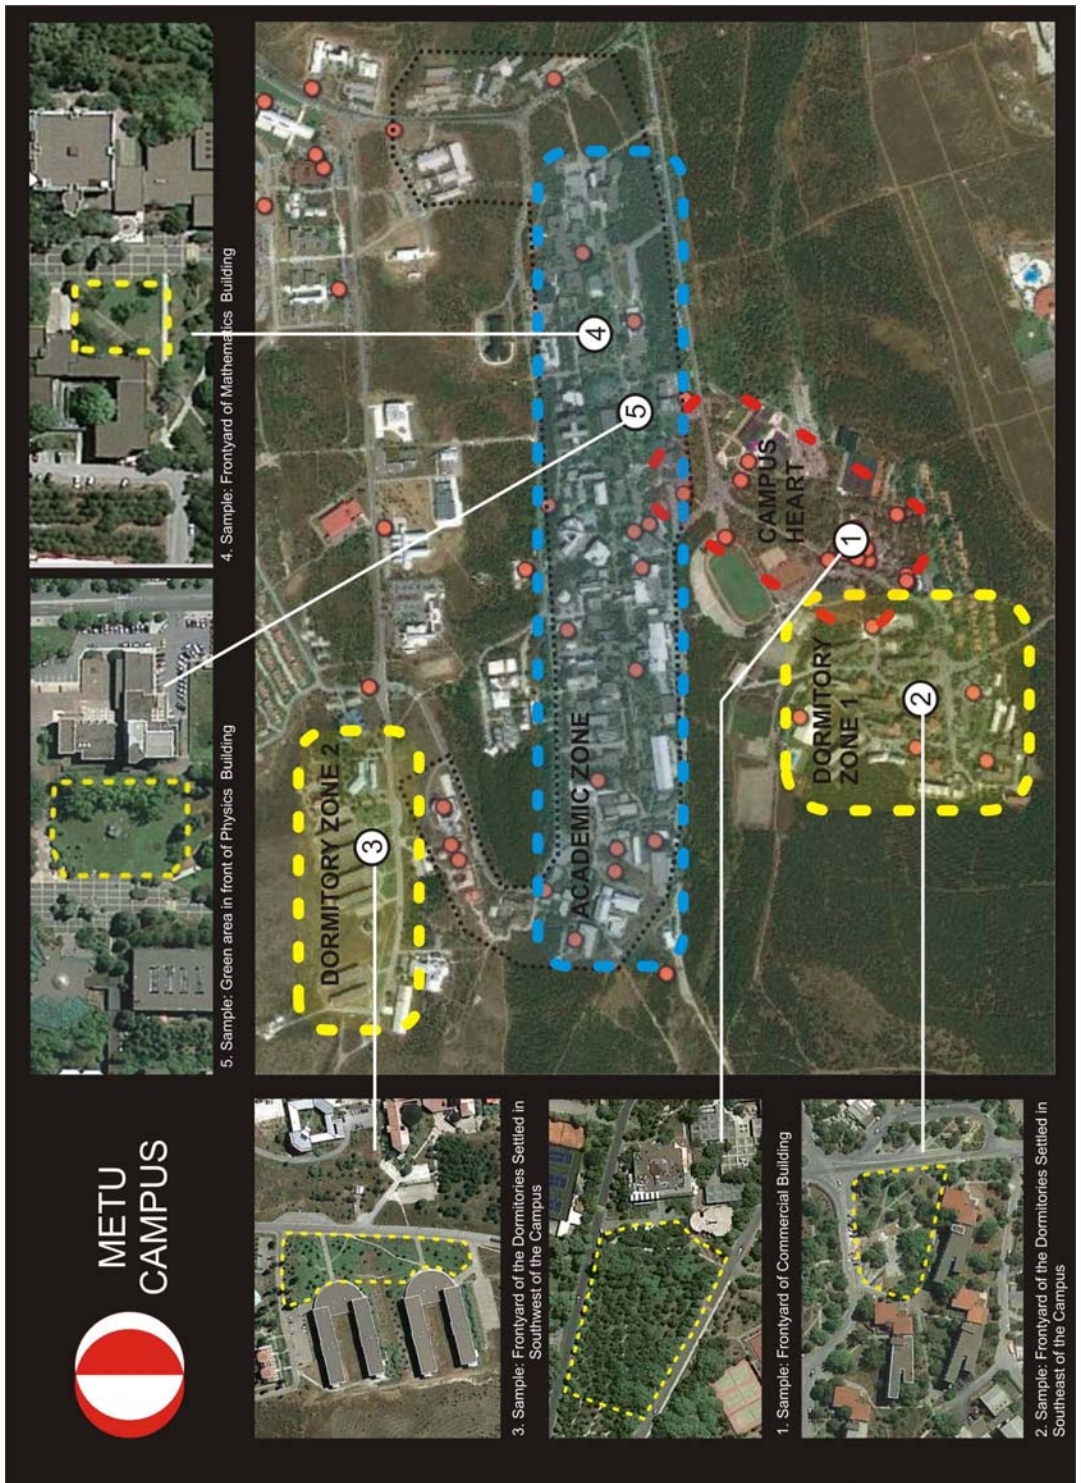 METU
CAMPUS
5. Sample: Green area in front of Physics Building
4. Sample: Frontyard of Mathematics Building
3. Sample: Frontyard of the Dormitories Settled in
Southwest of the Campus
DORMITORY ZONE 2
3
1. Sample: Frontyard of Commercial Building
ACADEMIC ZONE
5
4
2. Sample: Frontyard of the Dormitories Settled in
Southeast of the Campus
DORMITORY
ZONE 1
2
1
CAMPUS
HEART